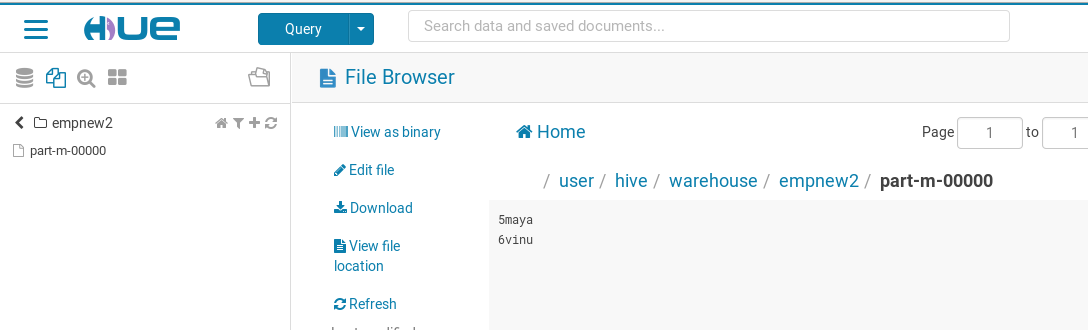 HUE
Query
Search data and saved documents...
File Browser
empnew2
part-m-00000
View as binary
Edit file
Download
View file
location
Refresh
Home
Page 1 to 1
/ user / hive / warehouse / empnew2 / part-m-00000
5maya
6vinu